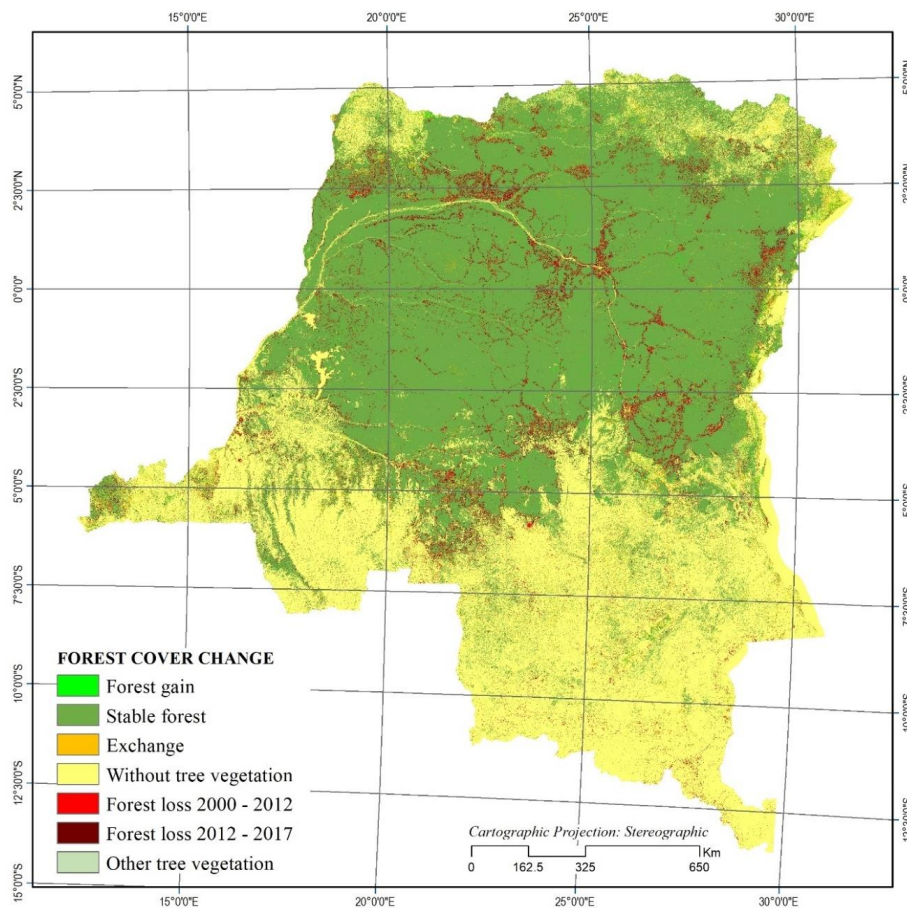 15°0'0"E 20°0'0"E 25°0'0"E 30°0'0"E
5°0'0"N 5°0'0"N
2°30'0"N 2°30'0"N
0°0'0" 0°0'0"
2°30'0"S 2°30'0"S
5°0'0"S 5°0'0"S
7°30'0"S 7°30'0"S
FOREST COVER CHANGE
Forest gain
10°0'0"S 10°0'0"S
Stable forest
Exchange
Without tree vegetation
12°30'0"S 12°30'0"S
Forest loss 2000 - 2012
Forest loss 2012 - 2017
Cartographic Projection: Stereographic
Other tree vegetation
Km
0 162.5 325 650
15°0'0"S
15°0'0"E 20°0'0"E 25°0'0"E 30°0'0"E